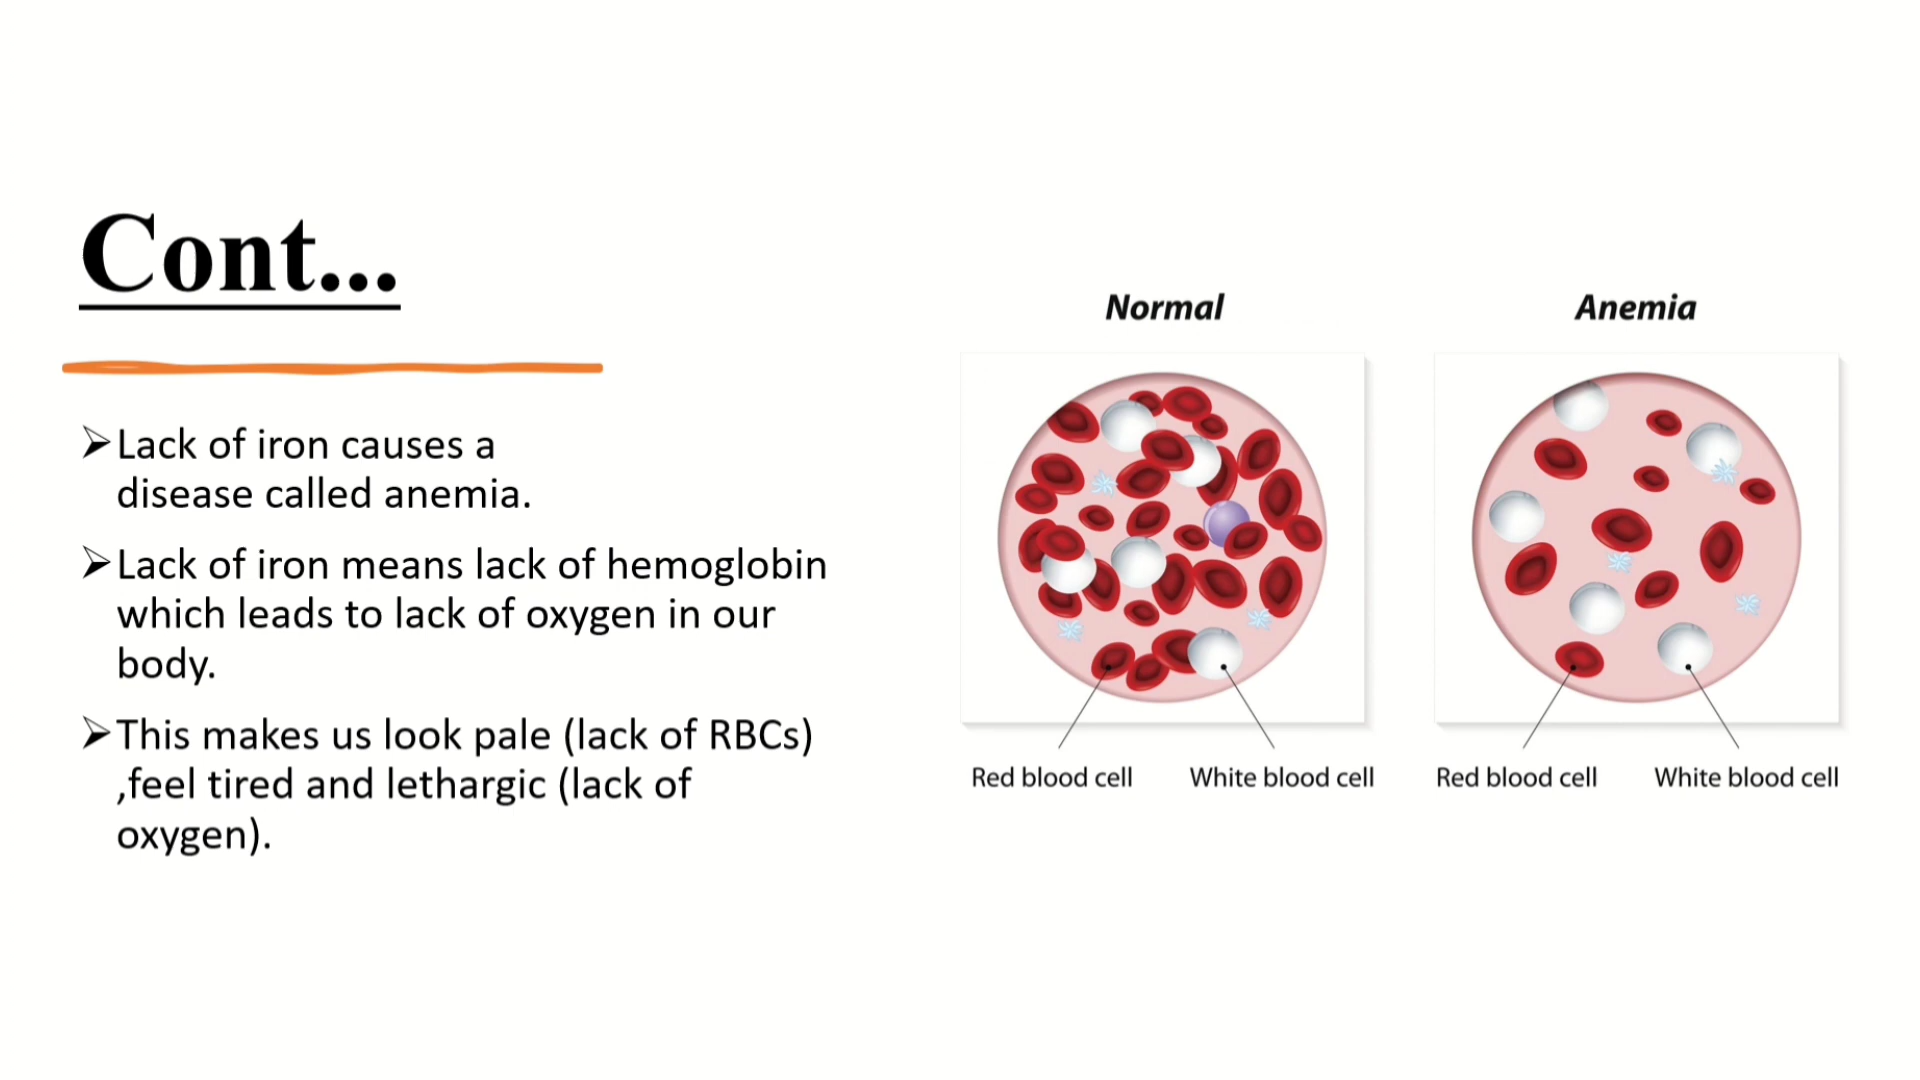 Cont...
➢Lack of iron causes a
disease called anemia.
➢Lack of iron means lack of hemoglobin
which leads to lack of oxygen in our
body.
➢This makes us look pale (lack of RBCs)
,feel tired and lethargic (lack of
oxygen).
Normal
Anemia
Red blood cell
White blood cell
Red blood cell
White blood cell